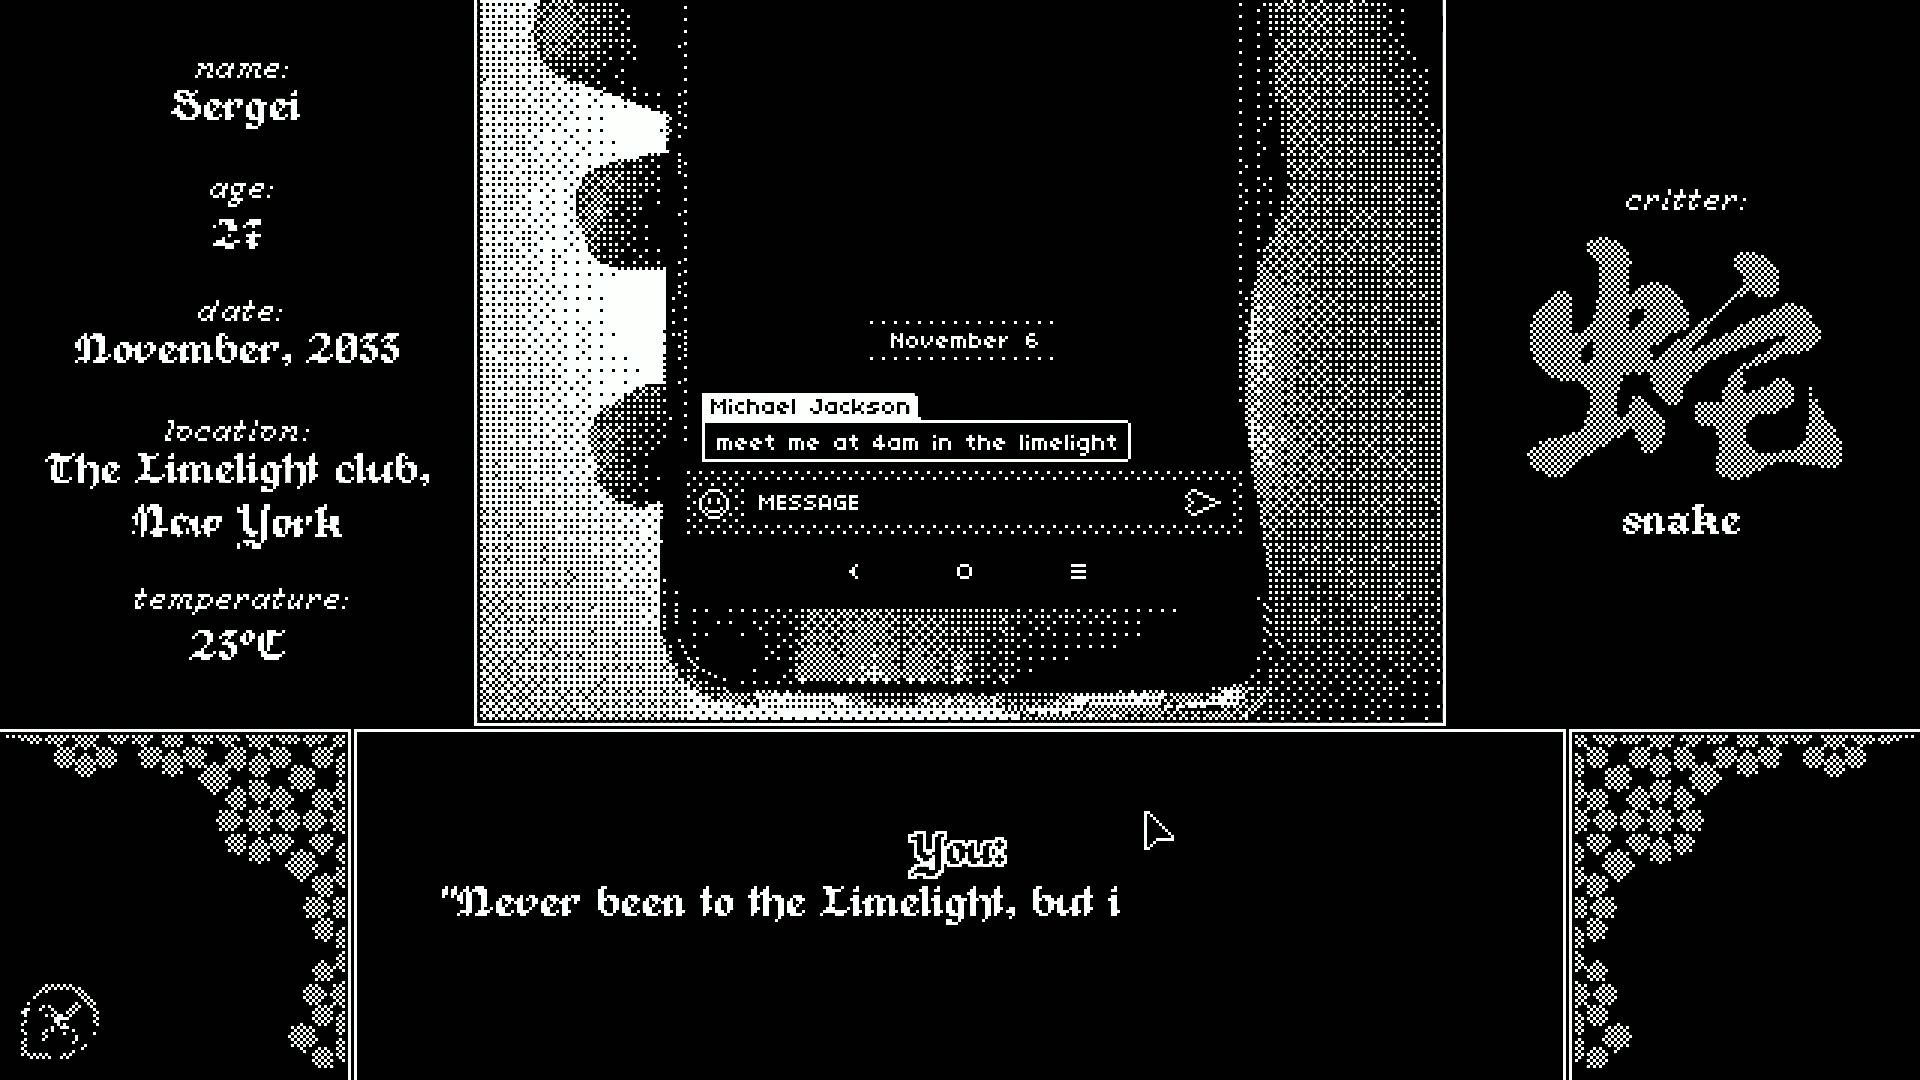 name:
Sergei
age:
27
date:
November, 2033
location:
The Limelight club,
New York
temperature:
23°C
November 6
Michael Jackson
meet me at 4am in the limelight
MESSAGE
critter:
蛇
snake
You:
"Never been to the Limelight, but i